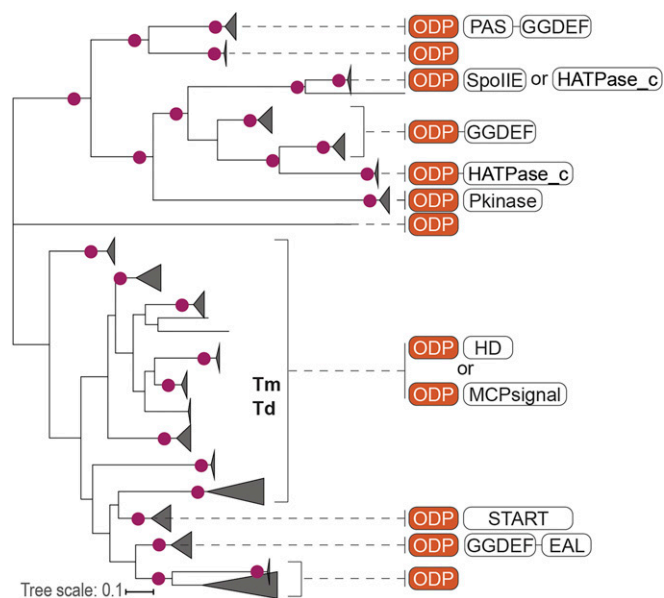 ODP PAS GGDEF
ODP
ODP SpoIIE or HATPase_c
ODP GGDEF
ODP HATPase_c
ODP Pkinase
ODP
ODP HD
or
ODP MCPsignal
Tm
Td
ODP START
ODP GGDEF EAL
ODP
Tree scale: 0.1